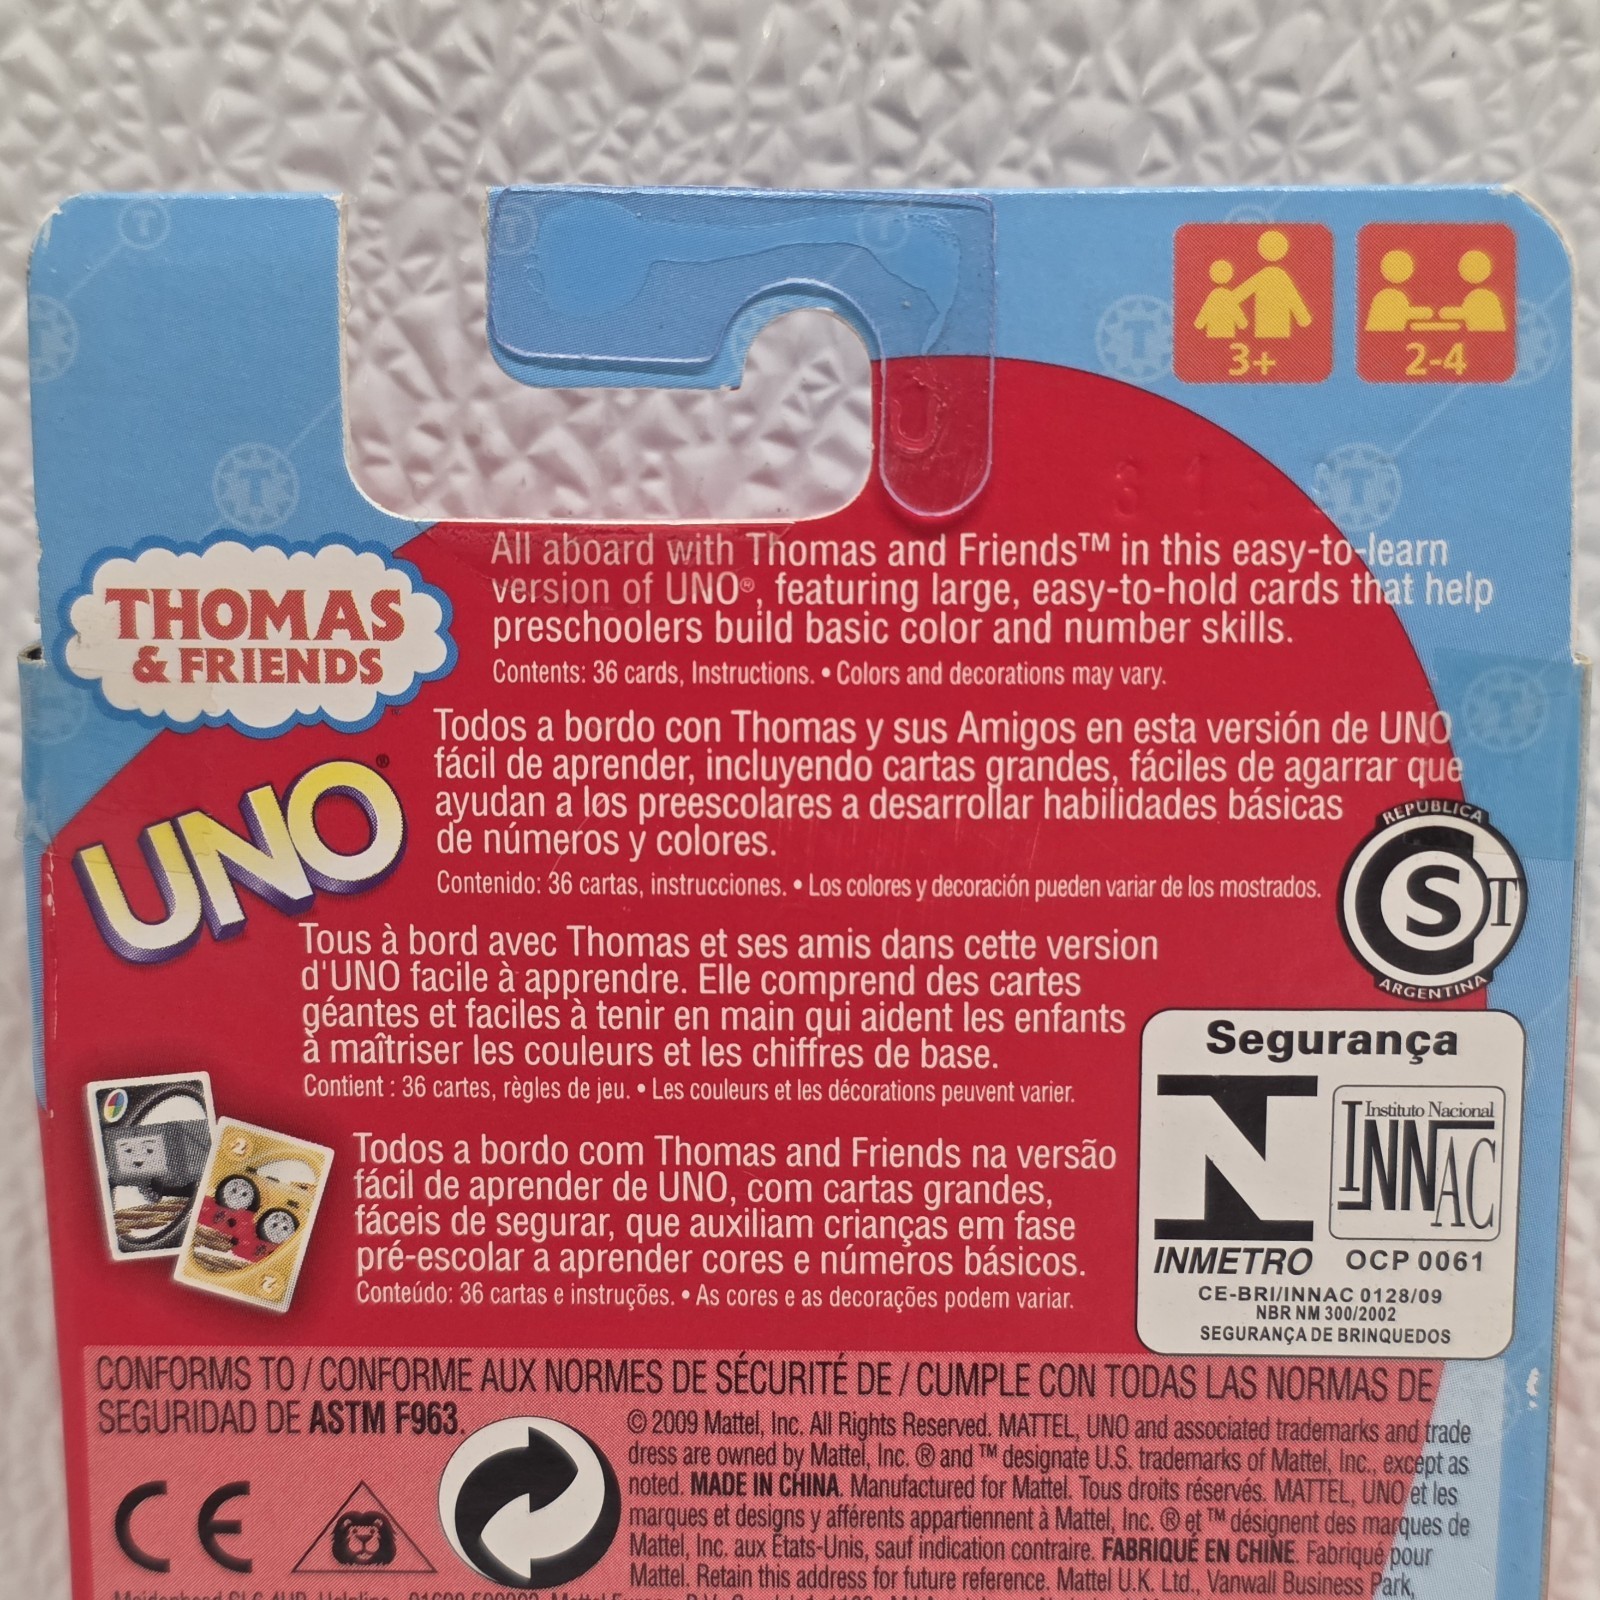 3+
2-4
All aboard with Thomas and Friends™ in this easy-to-learn
version of UNO®, featuring large, easy-to-hold cards that help
preschoolers build basic color and number skills.
Contents: 36 cards, Instructions. • Colors and decorations may vary.
THOMAS
& FRIENDS
UNO®
Todos a bordo con Thomas y sus Amigos en esta versión de UNO
fácil de aprender, incluyendo cartas grandes, fáciles de agarrar que
ayudan a los preescolares a desarrollar habilidades básicas
de números y colores.
Contenido: 36 cartas, instrucciones. • Los colores y decoración pueden variar de los mostrados.
REPUBLICA
S
T
ARGENTINA
Tous à bord avec Thomas et ses amis dans cette version
d'UNO facile à apprendre. Elle comprend des cartes
géantes et faciles à tenir en main qui aident les enfants
à maîtriser les couleurs et les chiffres de base.
Contient : 36 cartes, règles de jeu. • Les couleurs et les décorations peuvent varier.
2
2
Todos a bordo com Thomas and Friends na versão
fácil de aprender de UNO, com cartas grandes,
fáceis de segurar, que auxiliam crianças em fase
pré-escolar a aprender cores e números básicos.
Conteúdo: 36 cartas e instruções. • As cores e as decorações podem variar.
Segurança
Instituto Nacional
INNAC
INMETRO
OCP 0061
CE-BRI/INNAC 0128/09
NBR NM 300/2002
SEGURANÇA DE BRINQUEDOS
CONFORMS TO / CONFORME AUX NORMES DE SÉCURITÉ DE / CUMPLE CON TODAS LAS NORMAS DE
SEGURIDAD DE ASTM F963.
CE
© 2009 Mattel, Inc. All Rights Reserved. MATTEL, UNO and associated trademarks and trade
dress are owned by Mattel, Inc. ® and ™ designate U.S. trademarks of Mattel, Inc., except as
noted. MADE IN CHINA. Manufactured for Mattel. Tous droits réservés. MATTEL, UNO et les
marques et designs y afférents appartiennent à Mattel, Inc. ® et ™ désignent des marques de
Mattel, Inc. aux États-Unis, sauf indication contraire. FABRIQUÉ EN CHINE. Fabriqué pour
Mattel. Retain this address for future reference. Mattel U.K. Ltd., Vanwall Business Park,